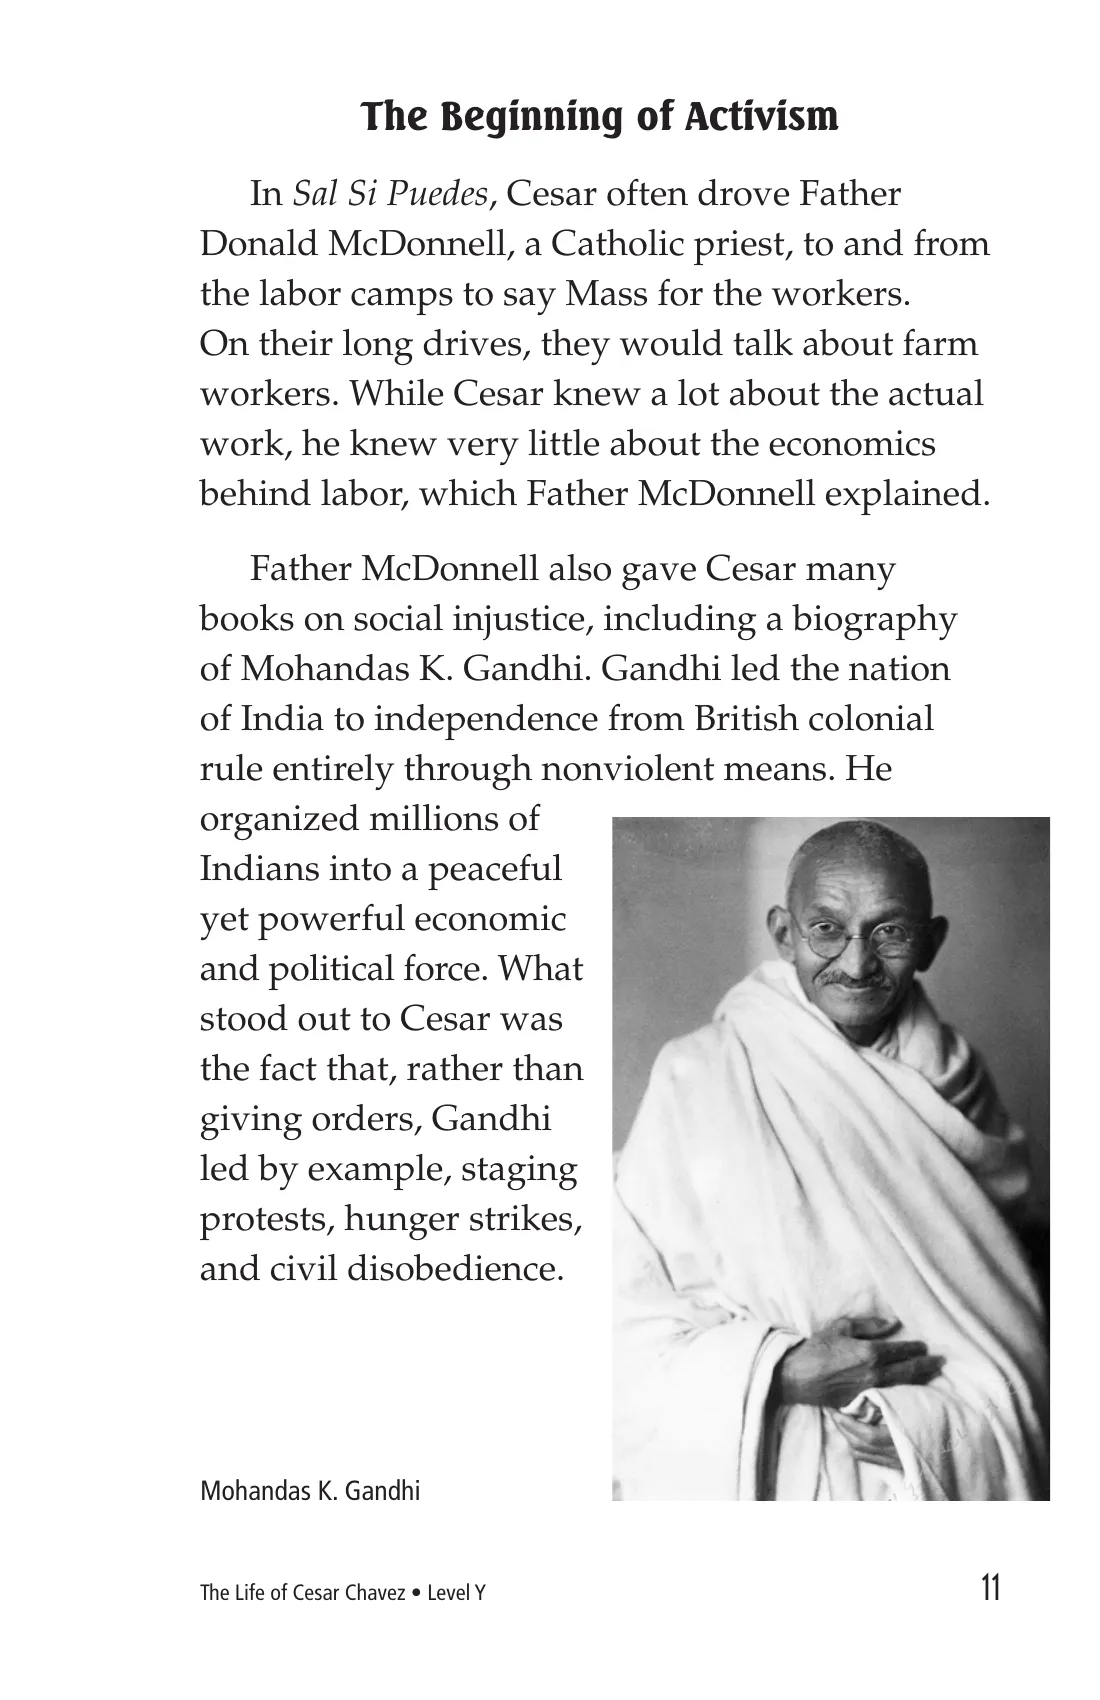 The Beginning of Activism
In Sal Si Puedes, Cesar often drove Father
Donald McDonnell, a Catholic priest, to and from
the labor camps to say Mass for the workers.
On their long drives, they would talk about farm
workers. While Cesar knew a lot about the actual
work, he knew very little about the economics
behind labor, which Father McDonnell explained.
Father McDonnell also gave Cesar many
books on social injustice, including a biography
of Mohandas K. Gandhi. Gandhi led the nation
of India to independence from British colonial
rule entirely through nonviolent means. He
organized millions of
Indians into a peaceful
yet powerful economic
and political force. What
stood out to Cesar was
the fact that, rather than
giving orders, Gandhi
led by example, staging
protests, hunger strikes,
and civil disobedience.
Mohandas K. Gandhi
The Life of Cesar Chavez • Level Y
11